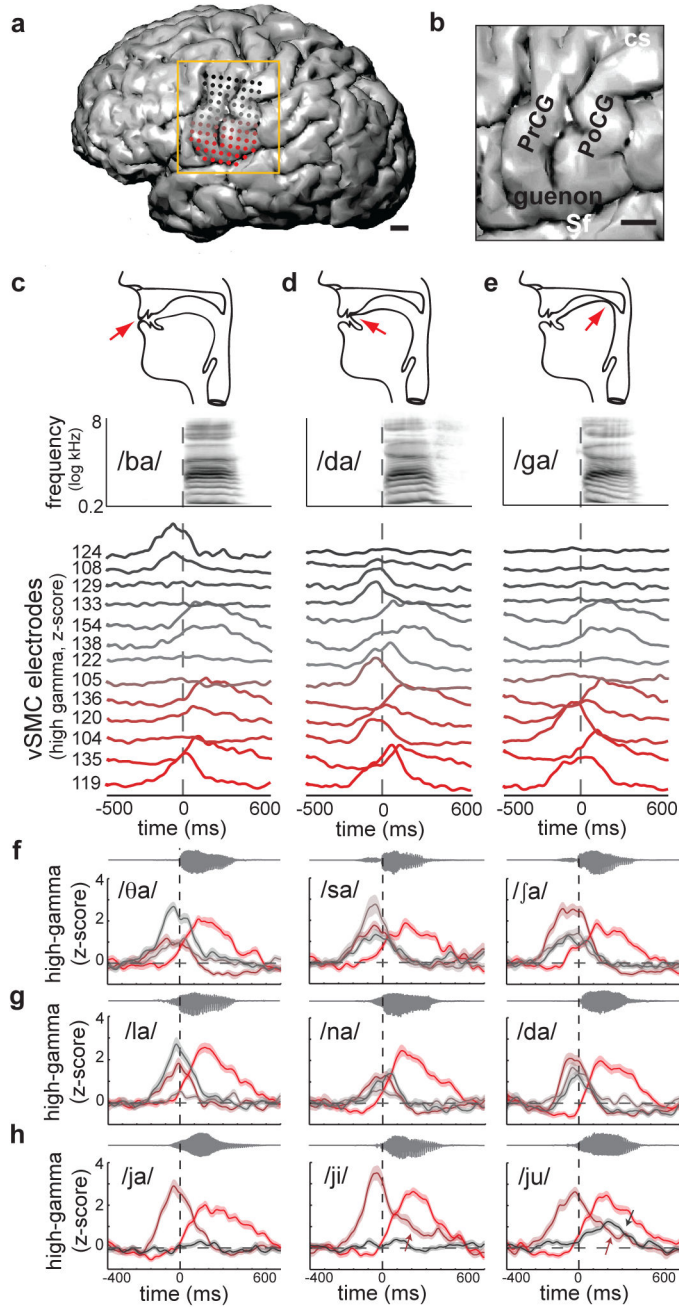 a
b
cs
PrCG
PoCG
guenon
Sf
c
d
e
frequency
(log kHz)
8
0.2
/ba/
/da/
/ga/
vSMC electrodes
(high gamma, z-score)
124
108
129
133
154
138
122
105
136
120
104
135
119
-500 0 600
-500 0 600
-500 0 600
time (ms)
time (ms)
time (ms)
f
high-gamma
(z-score)
4
2
0
/θa/
/sa/
/ʃa/
g
high-gamma
(z-score)
4
2
0
/la/
/na/
/da/
h
high-gamma
(z-score)
4
2
0
/ja/
/ji/
/ju/
-400 0 600
-400 0 600
-400 0 600
time (ms)
time (ms)
time (ms)